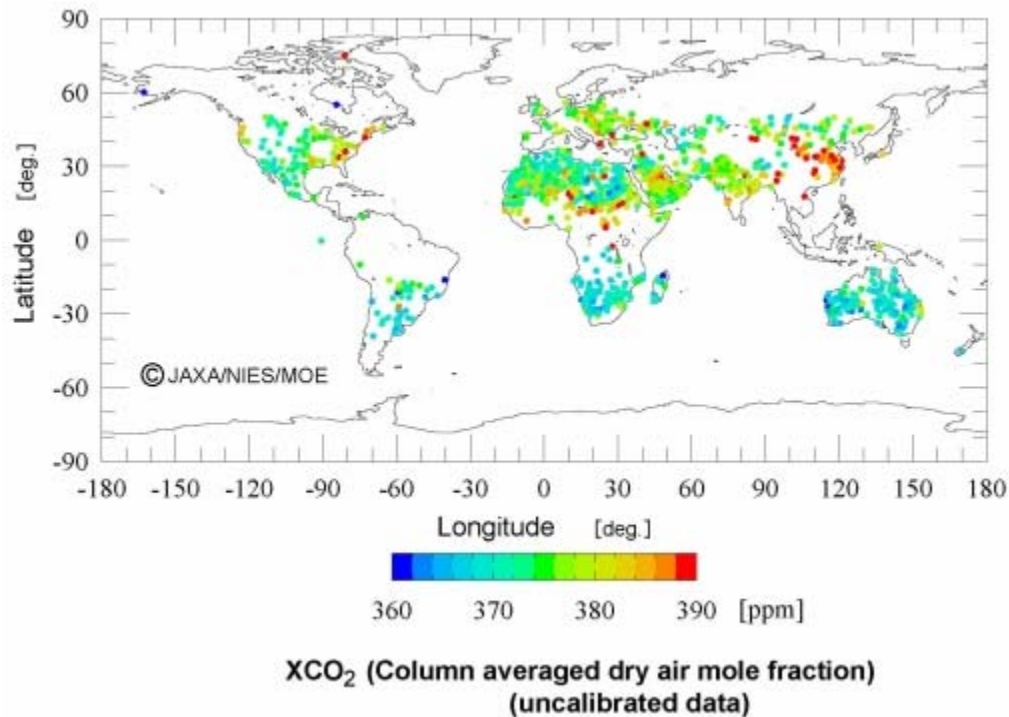 90
60
30
0
-30
-60
-90
Latitude [deg.]
© JAXA/NIES/MOE
-180 -150 -120 -90 -60 -30 0 30 60 90 120 150 180
Longitude [deg.]
360 370 380 390 [ppm]
XCO₂ (Column averaged dry air mole fraction)
(uncalibrated data)